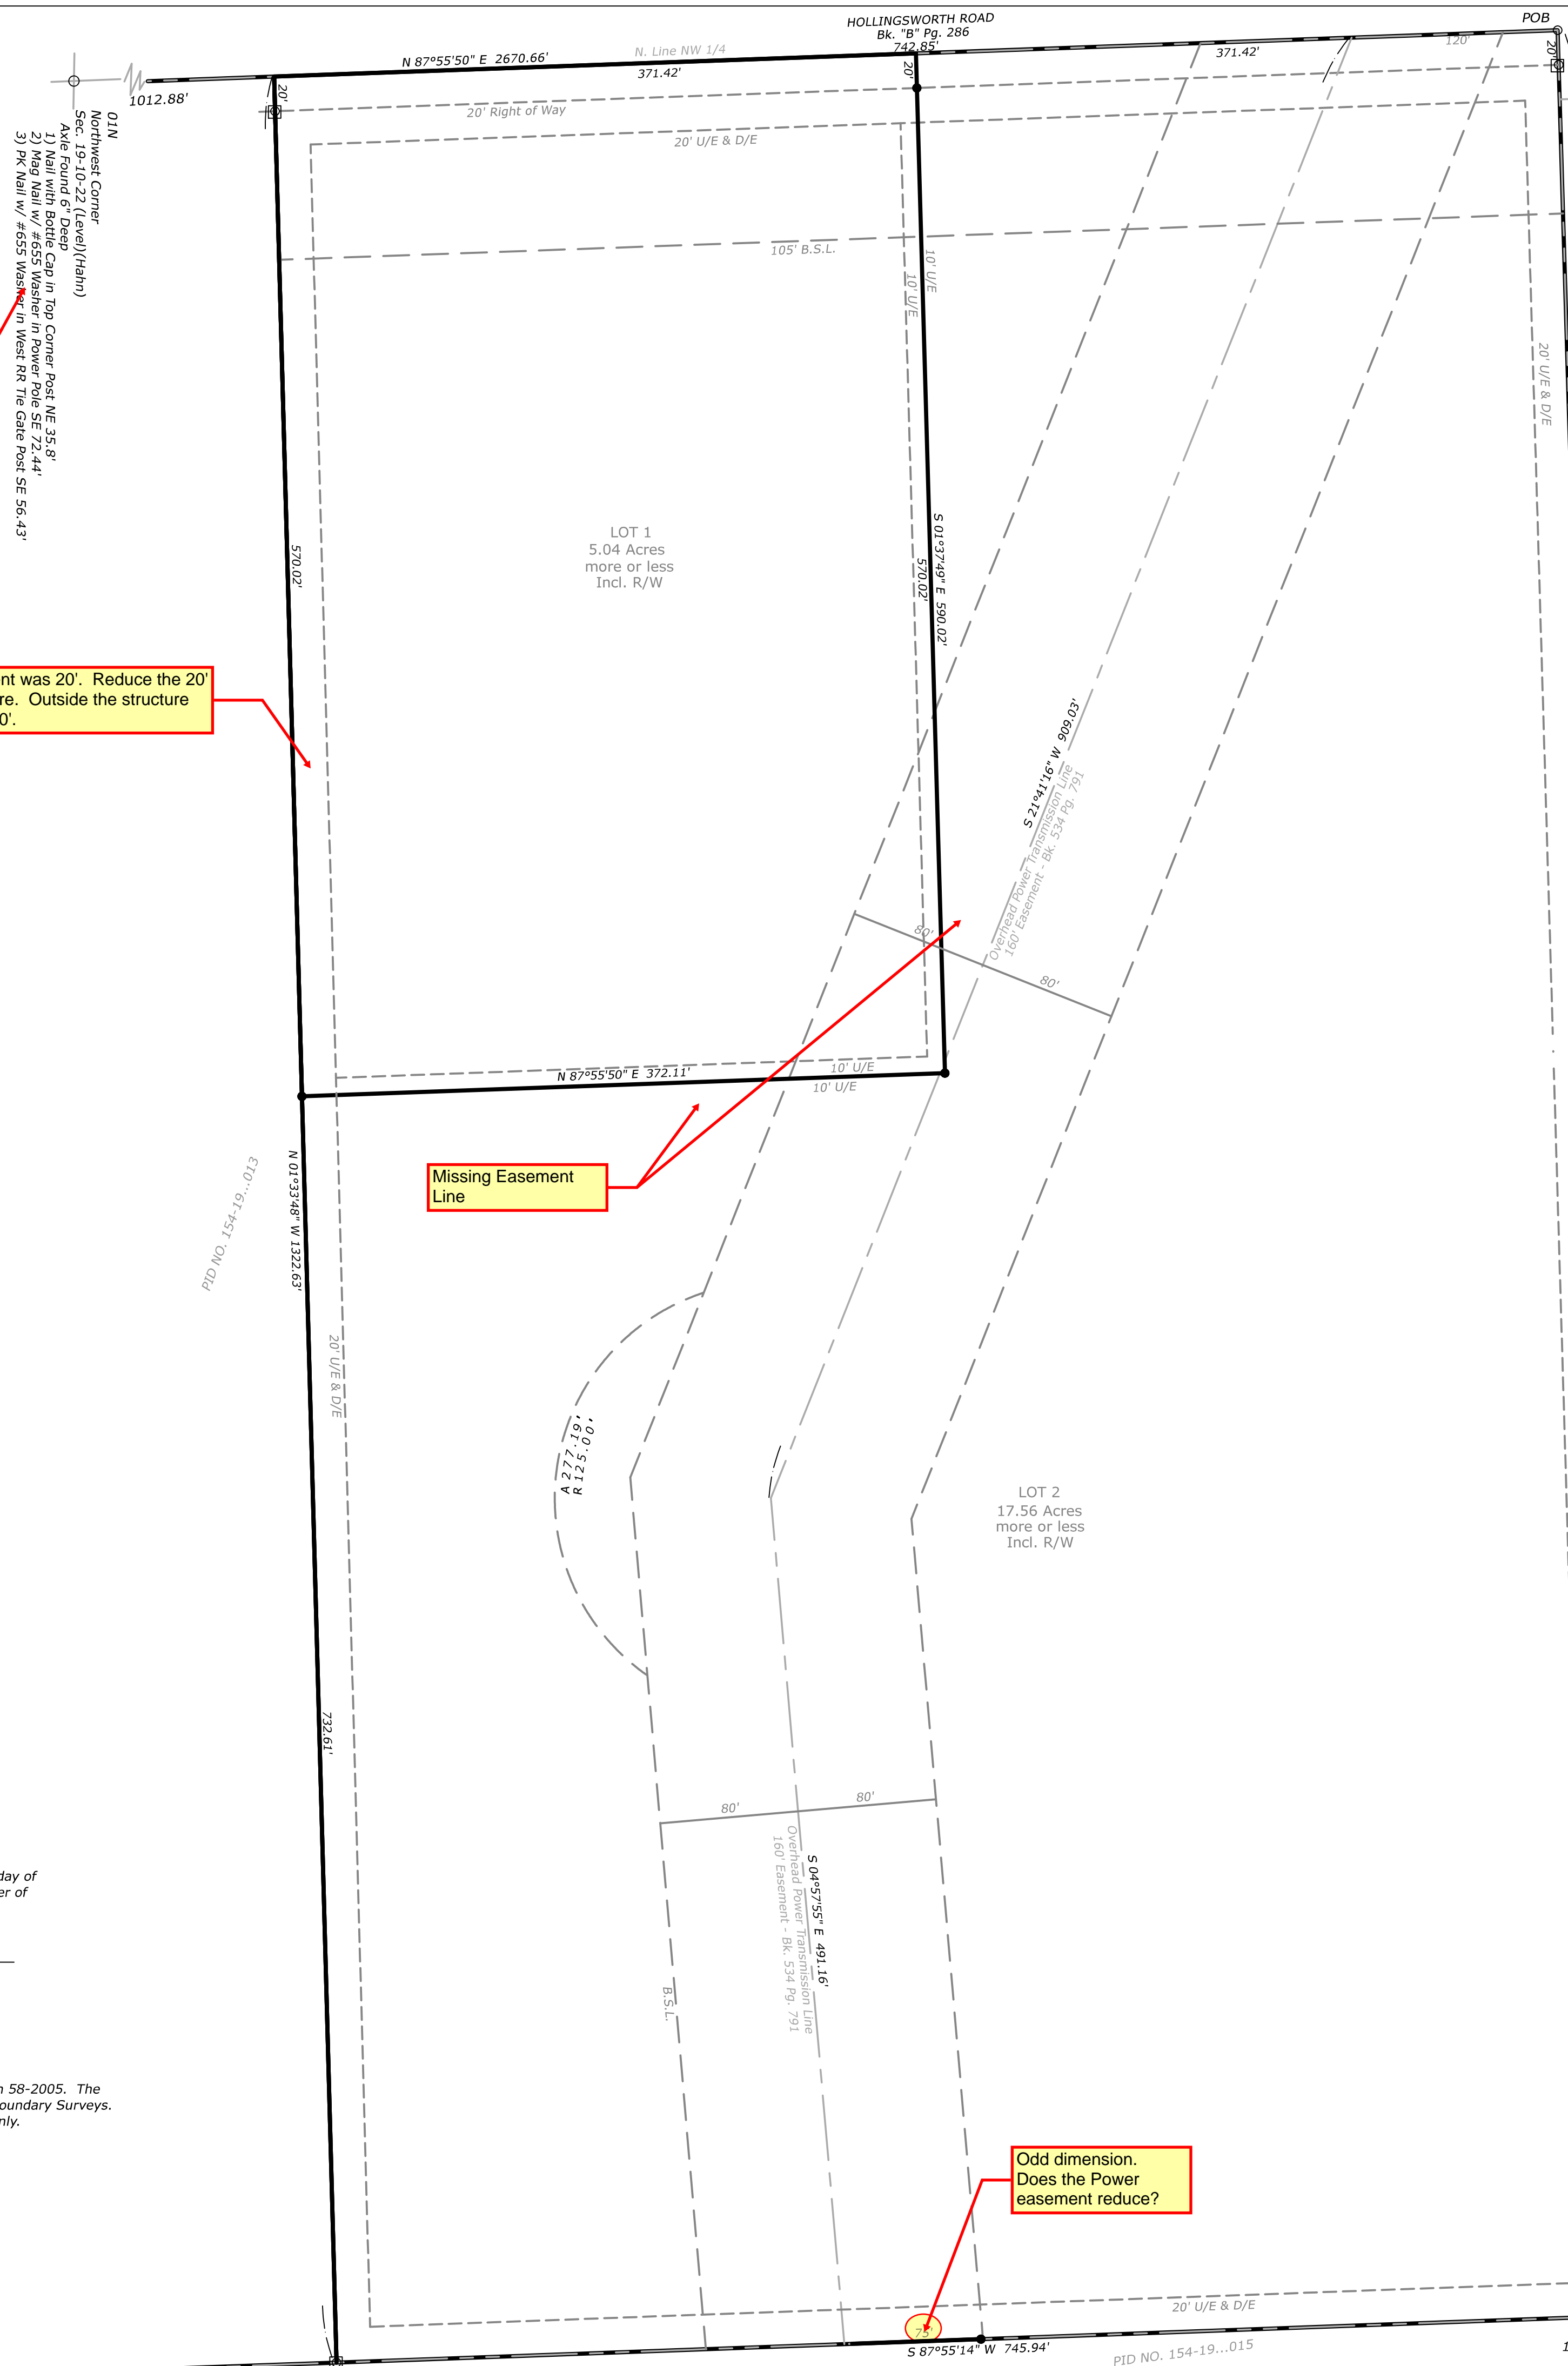 HOLLINGSWORTH ROAD
Bk. "B" Pg. 286
742.85'
POB
N 87°55'50" E  2670.66'
N. Line NW 1/4
371.42'
371.42'
120'
20'
20'
20'
1012.88'
20' Right of Way
20' U/E & D/E
105' B.S.L.
10' U/E
10' U/E
20' U/E & D/E
01N
Northwest Corner
Sec. 19-10-22 (Level)(Hahn)
Axle Found 6" Deep
1) Nail with Bottle Cap in Top Corner Post NE 35.8'
2) Mag Nail w/ #655 Washer in Power Pole SE 72.44'
3) PK Nail w/ #655 Washer in West RR Tie Gate Post SE 56.43'
LOT 1
5.04 Acres
more or less
Incl. R/W
570.02'
570.02'
S 01°37'49" E  590.02'
ent was 20'.  Reduce the 20'
re.  Outside the structure
0'.
S 21°41'16" W  909.03'
Overhead Power Transmission Line
160' Easement - Bk. 534 Pg. 791
80'
80'
N 87°55'50" E  372.11'
10' U/E
10' U/E
Missing Easement
Line
PID NO. 154-19...013
N 01°33'48" W 1322.63'
20' U/E & D/E
A 277.19'
R 125.00'
LOT 2
17.56 Acres
more or less
Incl. R/W
732.61'
80'
80'
S 04°57'55" E  491.16'
Overhead Power Transmission Line
160' Easement - Bk. 534 Pg. 791
B.S.L.
day of
er of
n 58-2005.  The
oundary Surveys.
nly.
Odd dimension.
Does the Power
easement reduce?
75'
20' U/E & D/E
S 87°55'14" W  745.94'
PID NO. 154-19...015
1